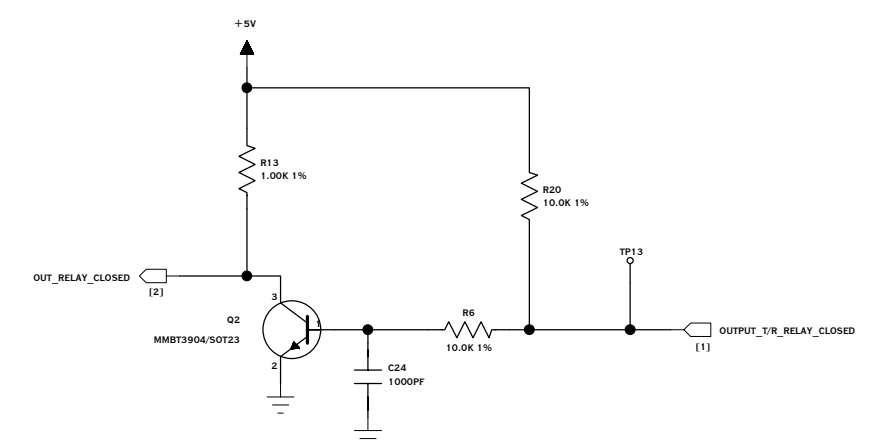 +5V
R13
1.00K 1%
R20
10.0K 1%
TP13
OUT_RELAY_CLOSED
[2]
3
Q2
MMBT3904/SOT23
1
2
R6
10.0K 1%
OUTPUT_T/R_RELAY_CLOSED
[1]
C24
1000PF